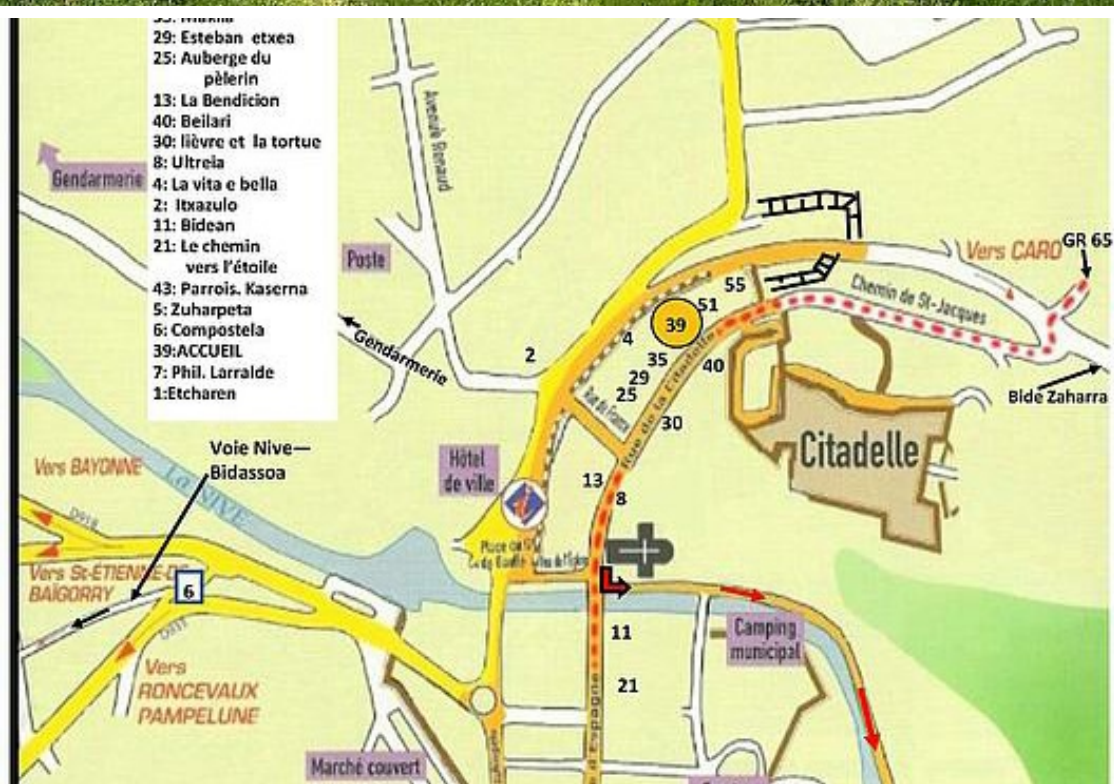 29: Esteban etxea
25: Auberge du
pèlerin
13: La Bendicion
40: Beilari
30: lièvre et la tortue
8: Ultreia
4: La vita e bella
2: Itxazulo
11: Bidean
21: Le chemin
vers l'étoile
43: Parrois. Kaserna
5: Zuharpeta
6: Compostela
39:ACCUEIL
7: Phil. Larralde
1:Etcharen
Gendarmerie
Avenue Renaud
Poste
Gendarmerie
Vers CARO
GR 65
Chemin de St-Jacques
Bide Zaharra
55
51
39
4
2
35
29
25
40
30
Rue de France
Rue de la Citadelle
Citadelle
Hôtel
de ville
13
8
Voie Nive—
Bidassoa
Vers BAYONNE
La NIVE
D918
Vers St-ÉTIENNE-DE
BAÏGORRY
6
D933
Vers
RONCEVAUX
PAMPELUNE
Place du
11
21
Camping
municipal
d'Espagne
Marché couvert